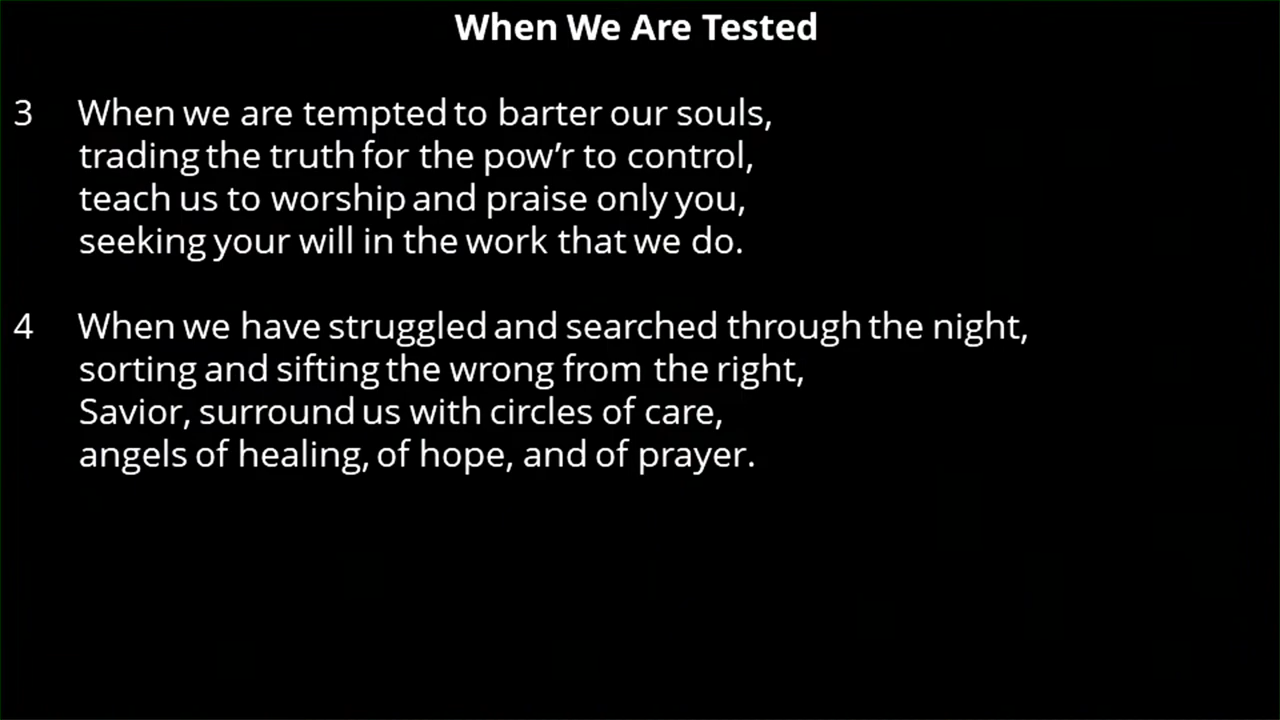 When We Are Tested
3 When we are tempted to barter our souls,
trading the truth for the pow’r to control,
teach us to worship and praise only you,
seeking your will in the work that we do.
4 When we have struggled and searched through the night,
sorting and sifting the wrong from the right,
Savior, surround us with circles of care,
angels of healing, of hope, and of prayer.